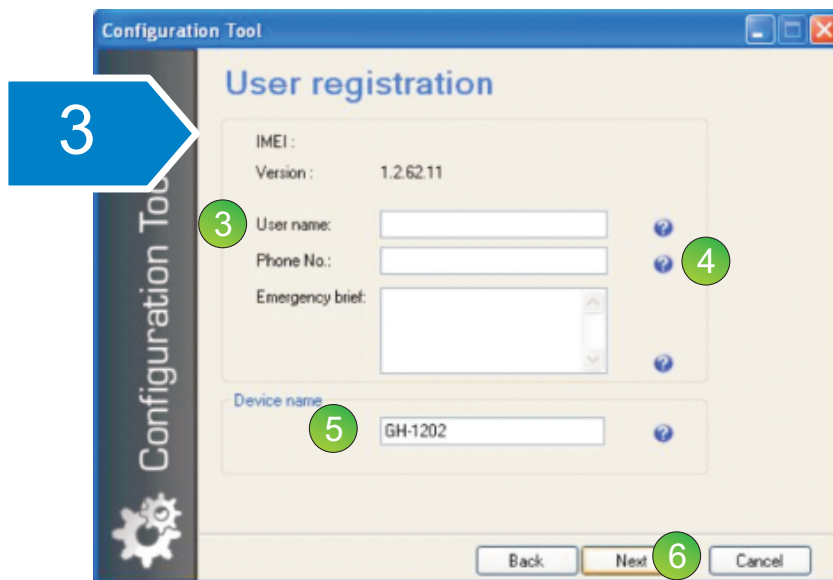 Configuration Tool
User registration
3
IMEI :
Version : 1.2.62.11
3 User name:
Phone No.: 4
Emergency brief:
Device name
5 GH-1202
Back Next 6 Cancel
Configuration Tool